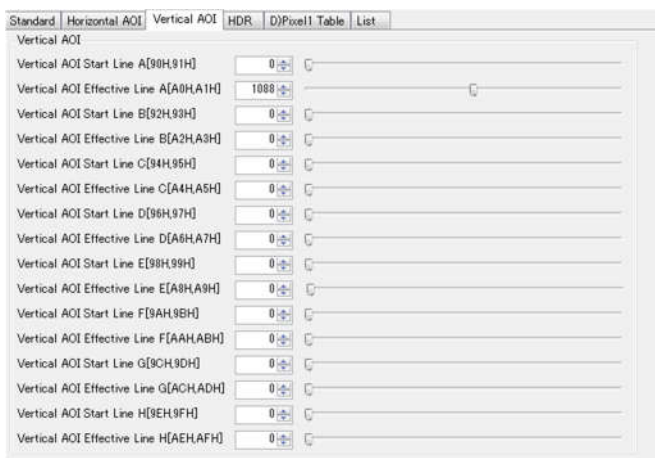 Standard Horizontal AOI Vertical AOI HDR D)Pixel1 Table List
Vertical AOI
Vertical AOI Start Line A[90H,91H] 0
Vertical AOI Effective Line A[A0H,A1H] 1088
Vertical AOI Start Line B[92H,93H] 0
Vertical AOI Effective Line B[A2H,A3H] 0
Vertical AOI Start Line C[94H,95H] 0
Vertical AOI Effective Line C[A4H,A5H] 0
Vertical AOI Start Line D[96H,97H] 0
Vertical AOI Effective Line D[A6H,A7H] 0
Vertical AOI Start Line E[98H,99H] 0
Vertical AOI Effective Line E[A8H,A9H] 0
Vertical AOI Start Line F[9AH,9BH] 0
Vertical AOI Effective Line F[AAH,ABH] 0
Vertical AOI Start Line G[9CH,9DH] 0
Vertical AOI Effective Line G[ACH,ADH] 0
Vertical AOI Start Line H[9EH,9FH] 0
Vertical AOI Effective Line H[AEH,AFH] 0